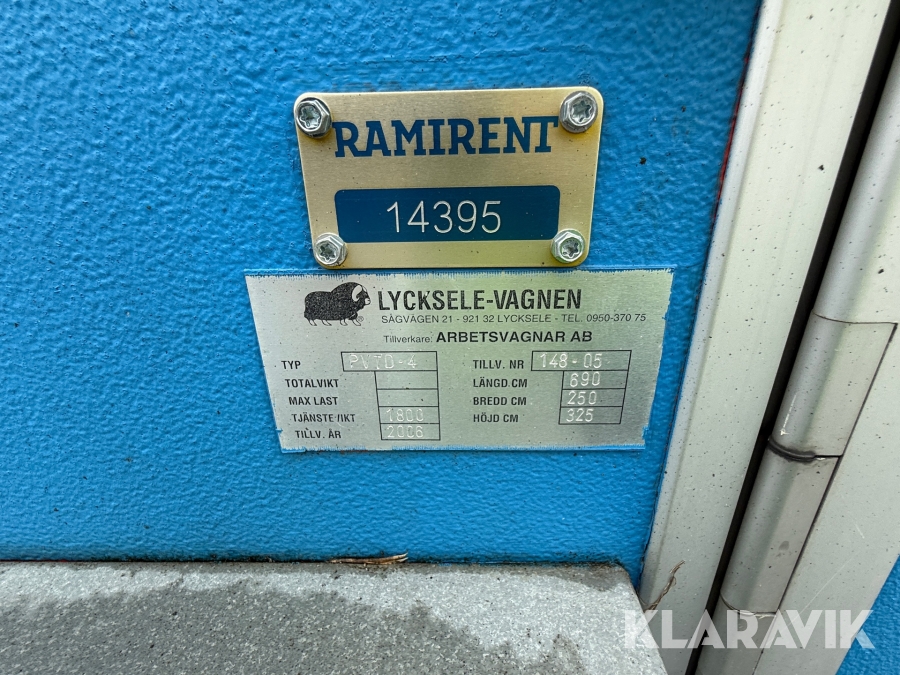 RAMIRENT
14395
LYCKSELE-VAGNEN
SÅGVÄGEN 21 - 921 32 LYCKSELE - TEL. 0950-370 75
Tillverkare: ARBETSVAGNAR AB
TYP PVTD-4 TILLV. NR 148-05
TOTALVIKT LÄNGD CM 690
MAX LAST BREDD CM 250
TJÄNSTEVIKT 1800 HÖJD CM 325
TILLV. ÅR 2006
KLARAVIK